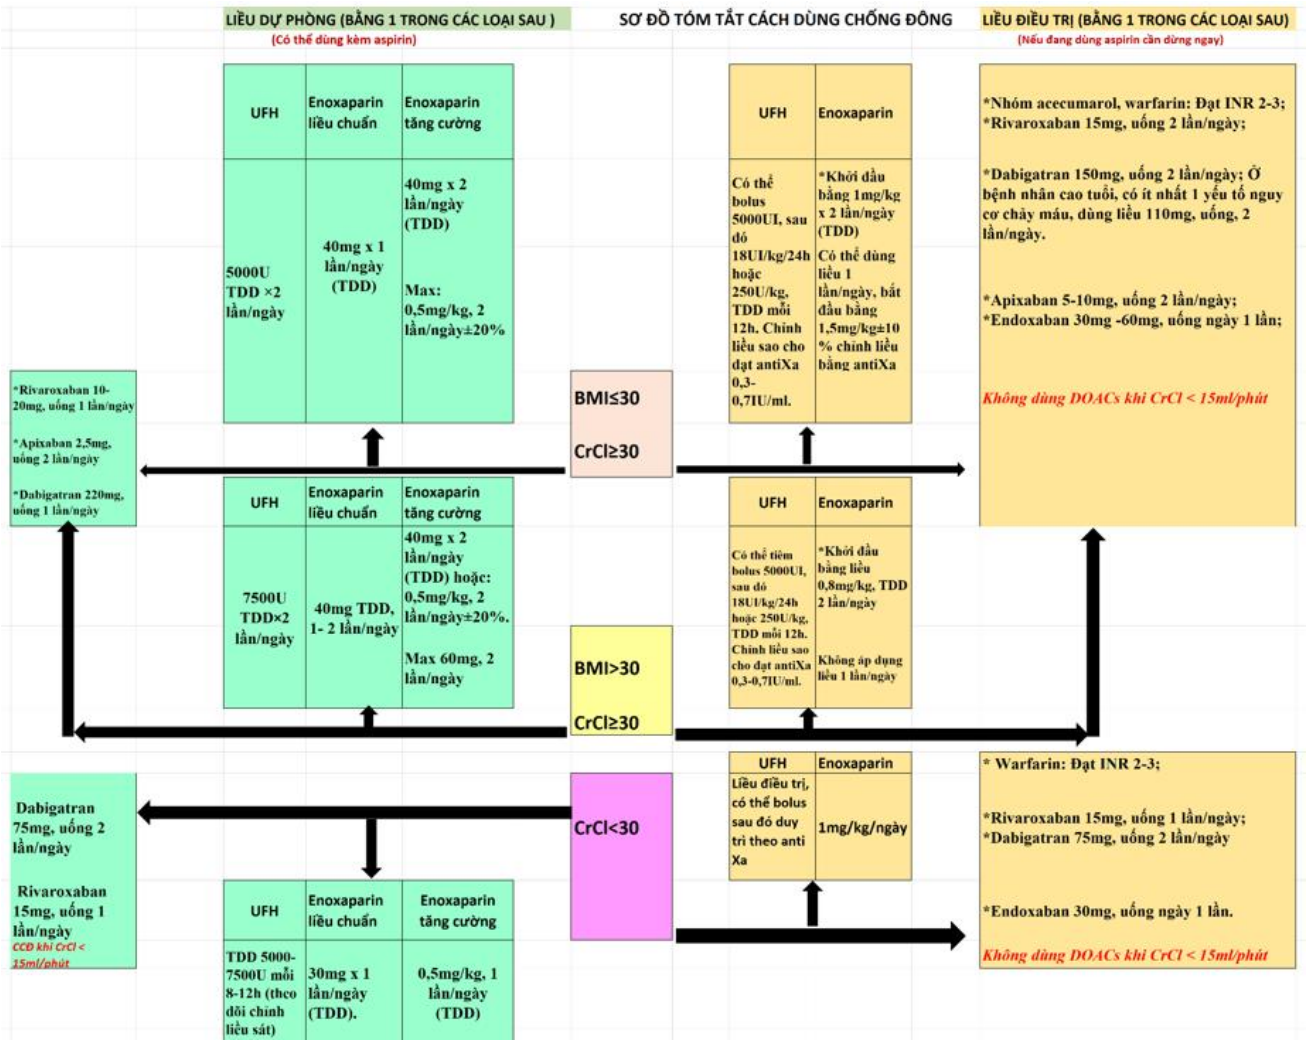 LIỀU DỰ PHÒNG (BẰNG 1 TRONG CÁC LOẠI SAU )
(Có thể dùng kèm aspirin)
SƠ ĐỒ TÓM TẮT CÁCH DÙNG CHỐNG ĐÔNG
LIỀU ĐIỀU TRỊ (BẰNG 1 TRONG CÁC LOẠI SAU)
(Nếu đang dùng aspirin cần dừng ngay)
UFH
Enoxaparin
liều chuẩn
Enoxaparin
tăng cường
5000U
TDD ×2
lần/ngày
40mg x 1
lần/ngày
(TDD)
40mg x 2
lần/ngày
(TDD)
Max:
0,5mg/kg, 2
lần/ngày±20%
UFH
Enoxaparin
Có thể
bolus
5000UI, sau
đó
18UI/kg/24h
hoặc
250U/kg,
TDD mỗi
12h. Chỉnh
liều sao cho
đạt antiXa
0,3-
0,7IU/ml.
*Khởi đầu
bằng 1mg/kg
x 2 lần/ngày
(TDD)
Có thể dùng
liều 1
lần/ngày, bắt
đầu bằng
1,5mg/kg±10
% chỉnh liều
bằng antiXa
*Nhóm acecumarol, warfarin: Đạt INR 2-3;
*Rivaroxaban 15mg, uống 2 lần/ngày;
*Dabigatran 150mg, uống 2 lần/ngày; Ở
bệnh nhân cao tuổi, có ít nhất 1 yếu tố nguy
cơ chảy máu, dùng liều 110mg, uống, 2
lần/ngày.
*Apixaban 5-10mg, uống 2 lần/ngày;
*Endoxaban 30mg -60mg, uống ngày 1 lần;
Không dùng DOACs khi CrCl < 15ml/phút
*Rivaroxaban 10-
20mg, uống 1 lần/ngày
*Apixaban 2,5mg,
uống 2 lần/ngày
*Dabigatran 220mg,
uống 1 lần/ngày
BMI≤30
CrCl≥30
UFH
Enoxaparin
liều chuẩn
Enoxaparin
tăng cường
7500U
TDD×2
lần/ngày
40mg TDD,
1- 2 lần/ngày
40mg x 2
lần/ngày
(TDD) hoặc:
0,5mg/kg, 2
lần/ngày±20%.
Max 60mg, 2
lần/ngày
BMI>30
CrCl≥30
UFH
Enoxaparin
Có thể tiêm
bolus 5000UI,
sau đó
18UI/kg/24h
hoặc 250U/kg,
TDD mỗi 12h.
Chỉnh liều sao
cho đạt antiXa
0,3-0,7IU/ml.
*Khởi đầu
bằng liều
0,8mg/kg, TDD
2 lần/ngày
Không áp dụng
liều 1 lần/ngày
Dabigatran
75mg, uống 2
lần/ngày
Rivaroxaban
15mg, uống 1
lần/ngày
CCĐ khi CrCl <
15ml/phút
CrCl<30
UFH
Enoxaparin
Liều điều trị,
có thể bolus
sau đó duy
trì theo anti
Xa
1mg/kg/ngày
* Warfarin: Đạt INR 2-3;
*Rivaroxaban 15mg, uống 1 lần/ngày;
*Dabigatran 75mg, uống 2 lần/ngày
*Endoxaban 30mg, uống ngày 1 lần.
Không dùng DOACs khi CrCl < 15ml/phút
UFH
Enoxaparin
liều chuẩn
Enoxaparin
tăng cường
TDD 5000-
7500U mỗi
8-12h (theo
dõi chỉnh
liều sát)
30mg x 1
lần/ngày
(TDD).
0,5mg/kg, 1
lần/ngày
(TDD)